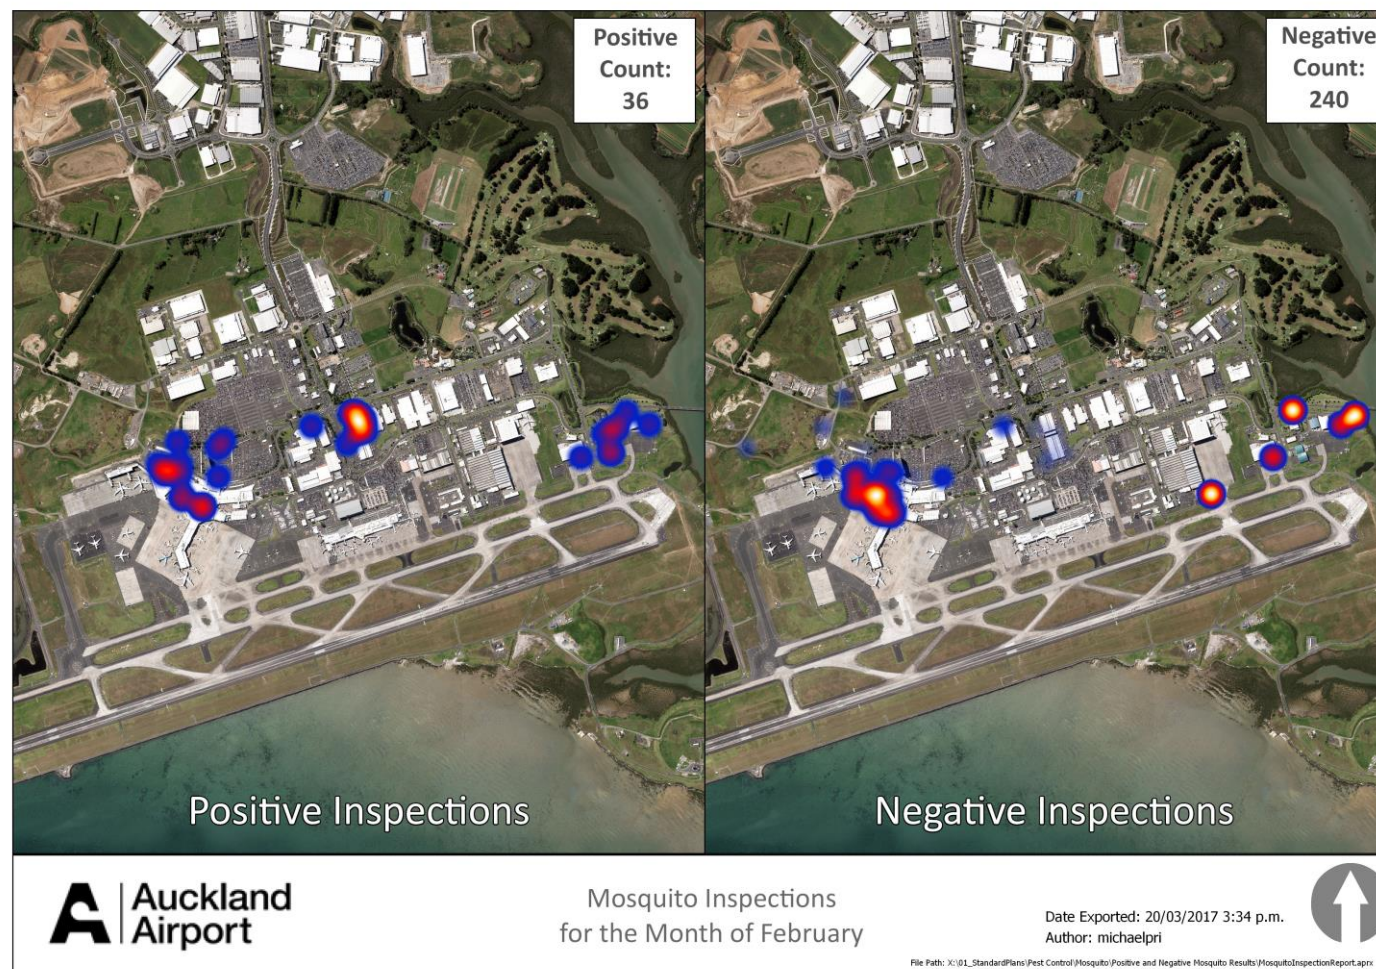 Positive
Count:
36
Negative
Count:
240
Positive Inspections
Negative Inspections
Auckland
Airport
Mosquito Inspections
for the Month of February
Date Exported: 20/03/2017 3:34 p.m.
Author: michaelpri
File Path: X:\01_StandardPlans\Pest Control\Mosquito\Positive and Negative Mosquito Results\MosquitoInspectionReport.aprx